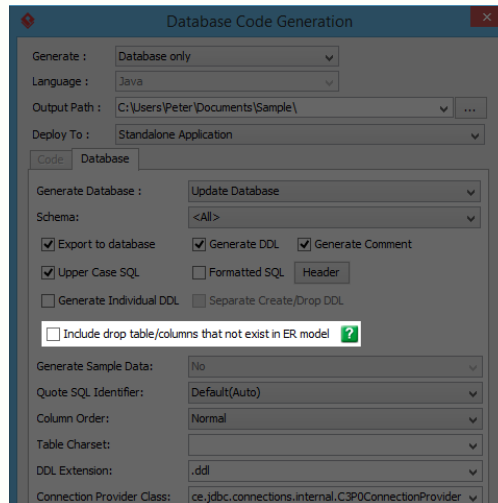 Database Code Generation
Generate : Database only
Language : Java
Output Path : C:\Users\Peter\Documents\Sample\ ...
Deploy To : Standalone Application
Code Database
Generate Database : Update Database
Schema: <All>
Export to database Generate DDL Generate Comment
Upper Case SQL Formatted SQL Header
Generate Individual DDL Separate Create/Drop DDL
Include drop table/columns that not exist in ER model ?
Generate Sample Data: No
Quote SQL Identifier: Default(Auto)
Column Order: Normal
Table Charset:
DDL Extension: .ddl
Connection Provider Class: ce.jdbc.connections.internal.C3P0ConnectionProvider